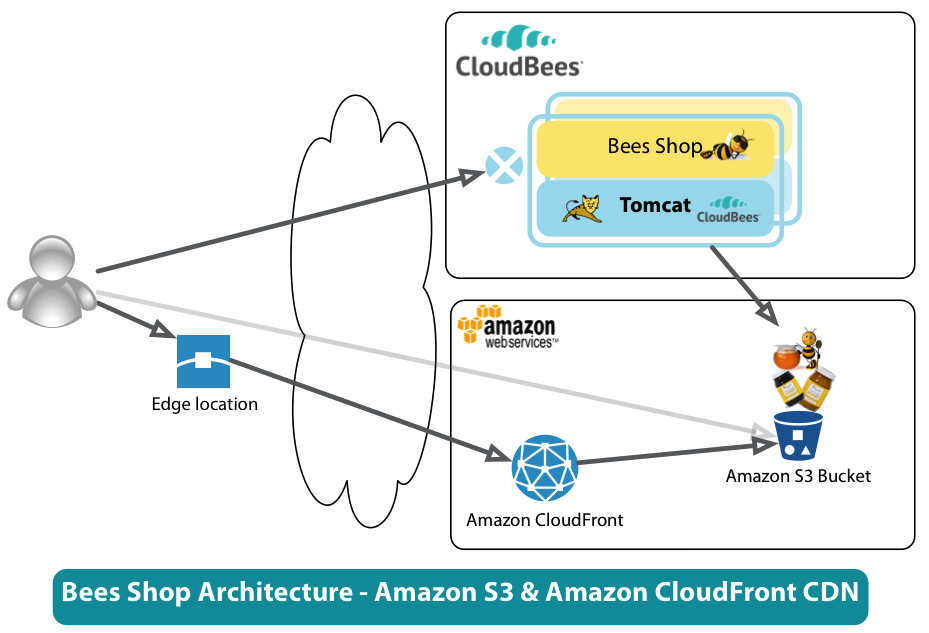 CloudBees
Bees Shop
Tomcat CloudBees
amazon
webservices™
Edge location
Amazon S3 Bucket
Amazon CloudFront
Bees Shop Architecture - Amazon S3 & Amazon CloudFront CDN